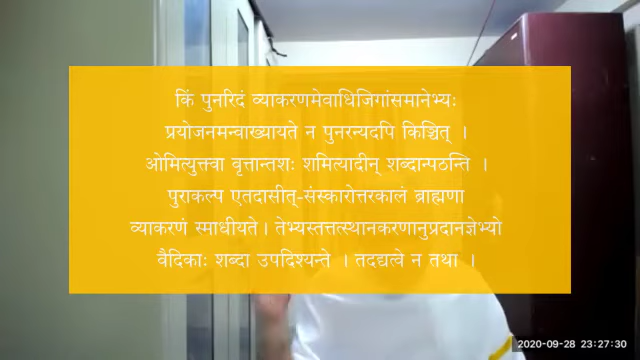 किं पुनरिदं व्याकरणमेवाधिजिगांसमानेभ्यः
प्रयोजनमन्वाख्यायते न पुनरन्यदपि किञ्चित् ।
ओमित्युक्त्तवा वृत्तान्तशः शमित्यादीन् शब्दान्पठन्ति ।
पुराकल्प एतदासीत्-संस्कारोत्तरकालं ब्राह्मणा
व्याकरणं स्माधीयते। तेभ्यस्तत्तत्स्थानकरणानुप्रदानज्ञेभ्यो
वैदिकाः शब्दा उपदिश्यन्ते । तदद्यत्वे न तथा ।
2020-09-28 23:27:30